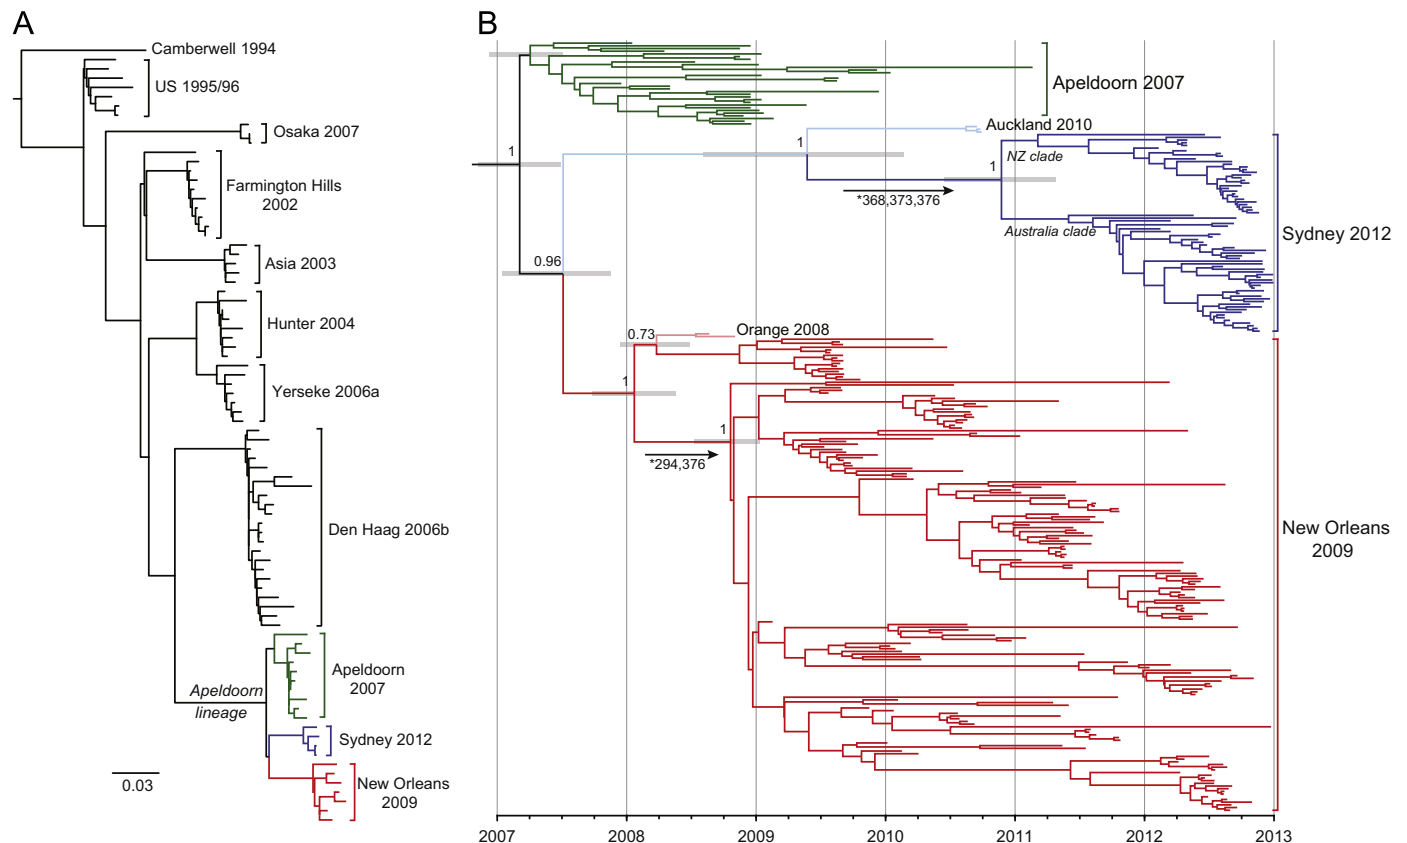 A
Camberwell 1994
US 1995/96
Osaka 2007
Farmington Hills
2002
Asia 2003
Hunter 2004
Yerseke 2006a
Den Haag 2006b
Apeldoorn
2007
Apeldoorn
lineage
Sydney 2012
New Orleans
2009
0.03
B
Apeldoorn 2007
Auckland 2010
1
1
NZ clade
1
*368,373,376
Australia clade
Sydney 2012
0.96
0.73
Orange 2008
1
1
*294,376
New Orleans
2009
2007 2008 2009 2010 2011 2012 2013